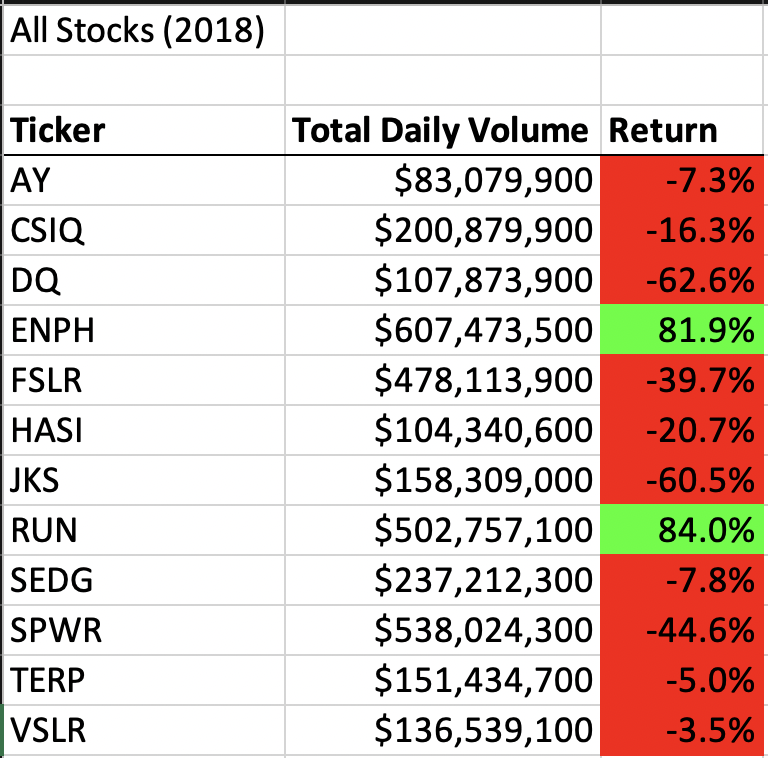 All Stocks (2018)
Ticker Total Daily Volume Return
AY $83,079,900 -7.3%
CSIQ $200,879,900 -16.3%
DQ $107,873,900 -62.6%
ENPH $607,473,500 81.9%
FSLR $478,113,900 -39.7%
HASI $104,340,600 -20.7%
JKS $158,309,000 -60.5%
RUN $502,757,100 84.0%
SEDG $237,212,300 -7.8%
SPWR $538,024,300 -44.6%
TERP $151,434,700 -5.0%
VSLR $136,539,100 -3.5%